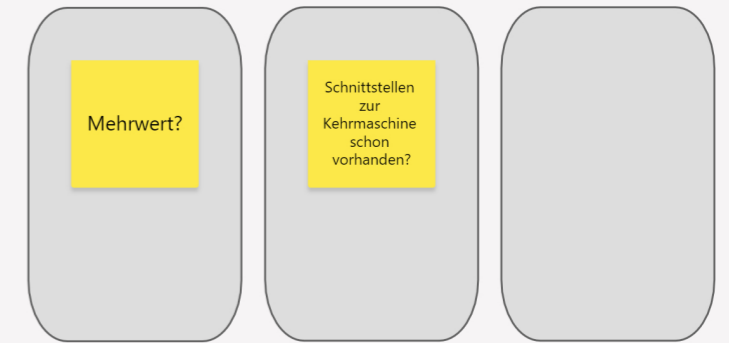 Mehrwert?
Schnittstellen
zur
Kehrmaschine
schon
vorhanden?